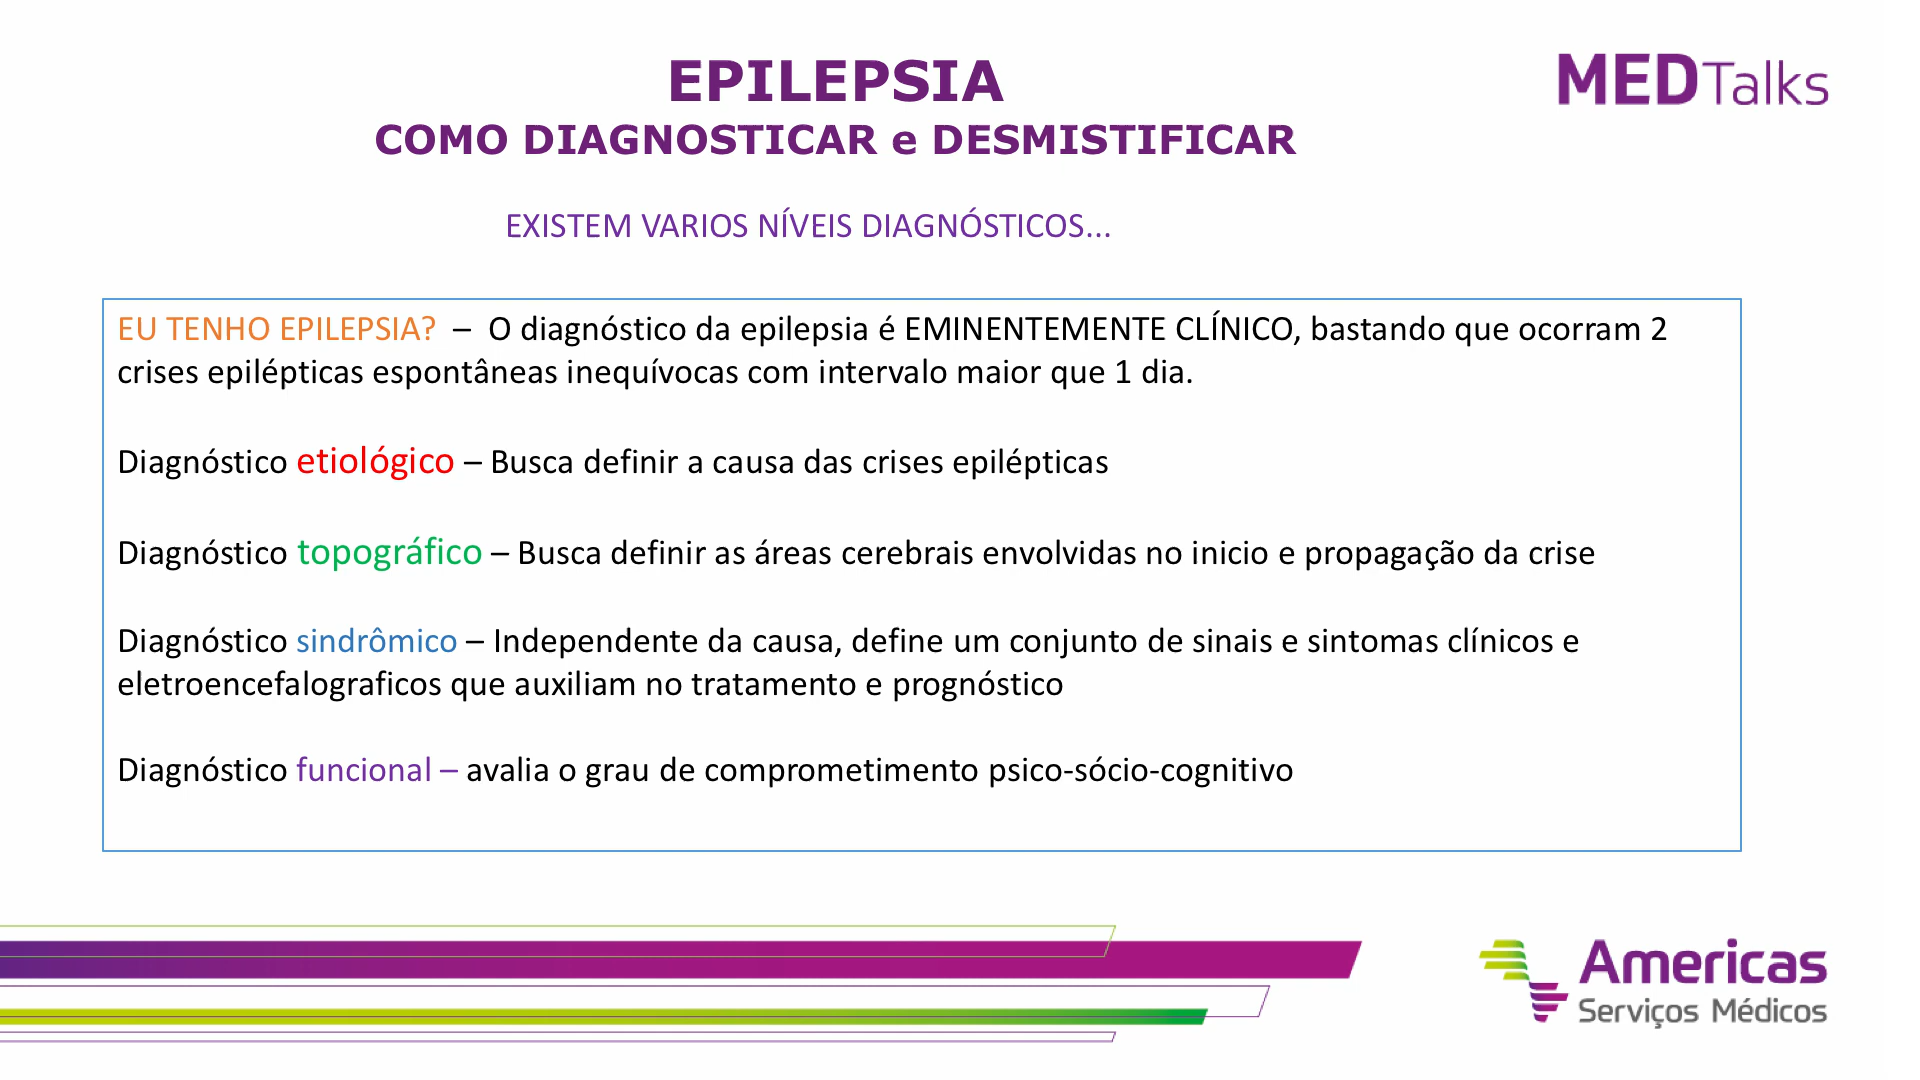 EPILEPSIA
MEDTalks
COMO DIAGNOSTICAR e DESMISTIFICAR
EXISTEM VARIOS NÍVEIS DIAGNÓSTICOS...
EU TENHO EPILEPSIA? – O diagnóstico da epilepsia é EMINENTEMENTE CLÍNICO, bastando que ocorram 2
crises epilépticas espontâneas inequívocas com intervalo maior que 1 dia.
Diagnóstico etiológico – Busca definir a causa das crises epilépticas
Diagnóstico topográfico – Busca definir as áreas cerebrais envolvidas no inicio e propagação da crise
Diagnóstico sindrômico – Independente da causa, define um conjunto de sinais e sintomas clínicos e
eletroencefalograficos que auxiliam no tratamento e prognóstico
Diagnóstico funcional – avalia o grau de comprometimento psico-sócio-cognitivo
Americas
Serviços Médicos